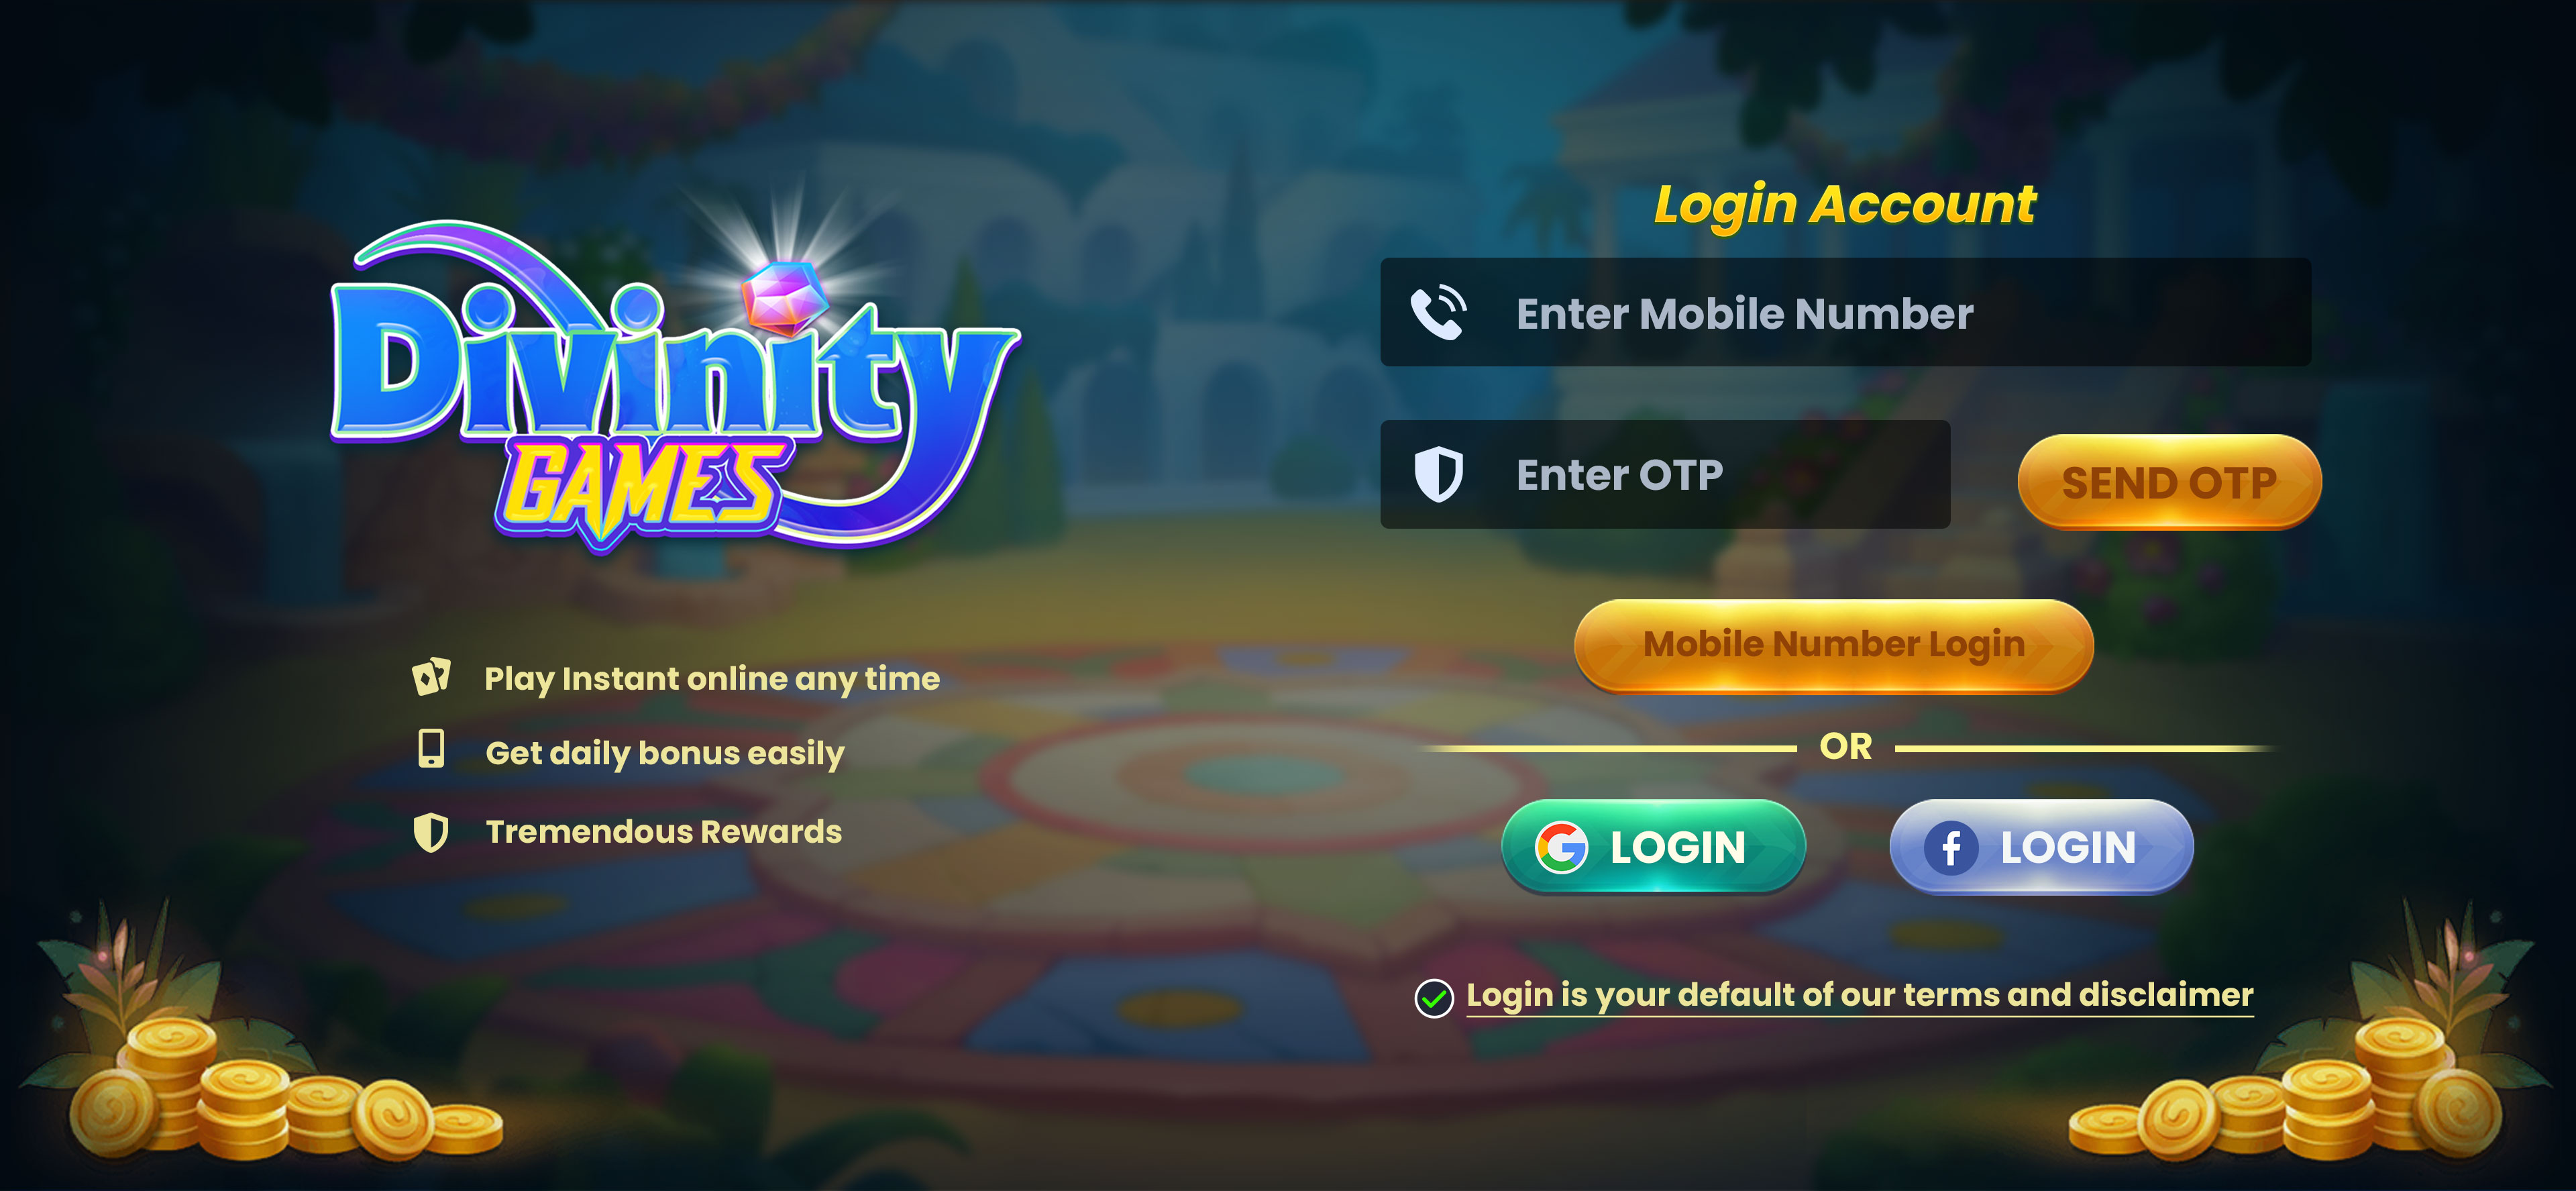 Divinity
GAMES
Play Instant online any time
Get daily bonus easily
Tremendous Rewards
Login Account
Enter Mobile Number
Enter OTP
SEND OTP
Mobile Number Login
OR
G LOGIN
f LOGIN
Login is your default of our terms and disclaimer